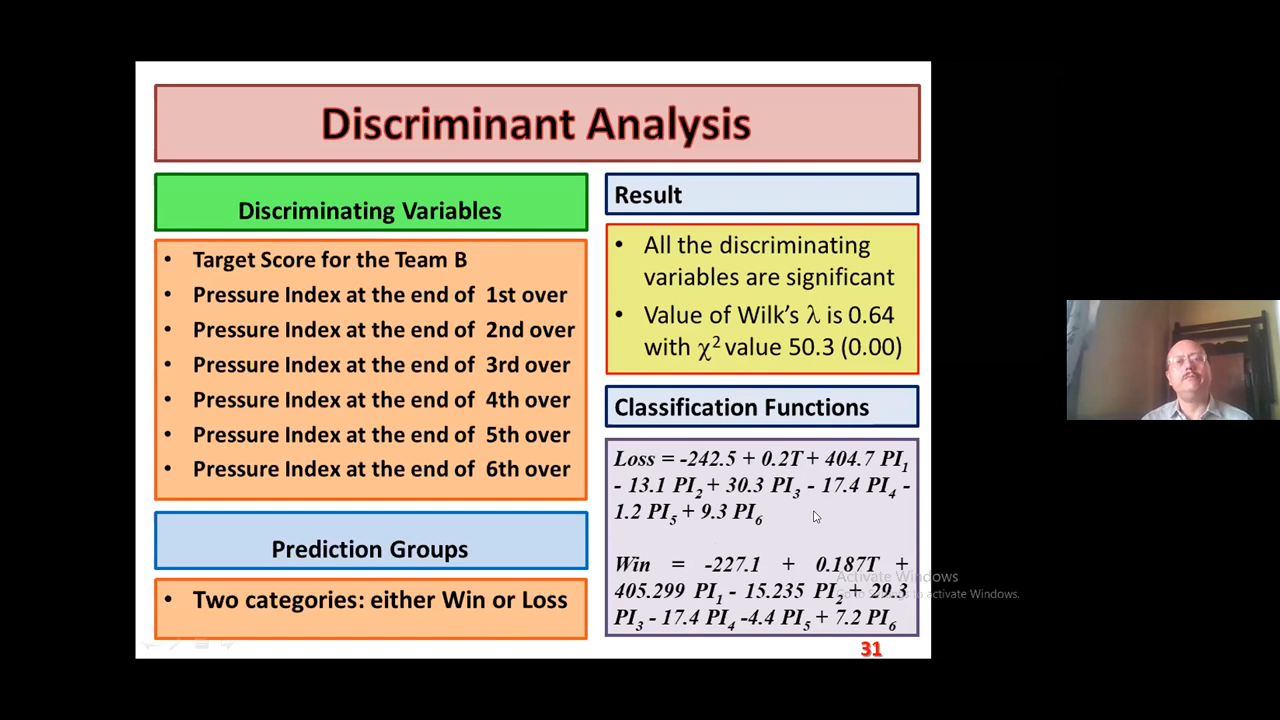 Discriminant Analysis
Discriminating Variables
• Target Score for the Team B
• Pressure Index at the end of 1st over
• Pressure Index at the end of 2nd over
• Pressure Index at the end of 3rd over
• Pressure Index at the end of 4th over
• Pressure Index at the end of 5th over
• Pressure Index at the end of 6th over
Prediction Groups
• Two categories: either Win or Loss
Result
• All the discriminating
variables are significant
• Value of Wilk’s λ is 0.64
with χ² value 50.3 (0.00)
Classification Functions
Loss = -242.5 + 0.2T + 404.7 PI₁
- 13.1 PI₂ + 30.3 PI₃ - 17.4 PI₄ -
1.2 PI₅ + 9.3 PI₆
Win = -227.1 + 0.187T +
405.299 PI₁ - 15.235 PI₂ + 29.3
PI₃ - 17.4 PI₄ -4.4 PI₅ + 7.2 PI₆
31
Activate Windows
Go to Settings to activate Windows.